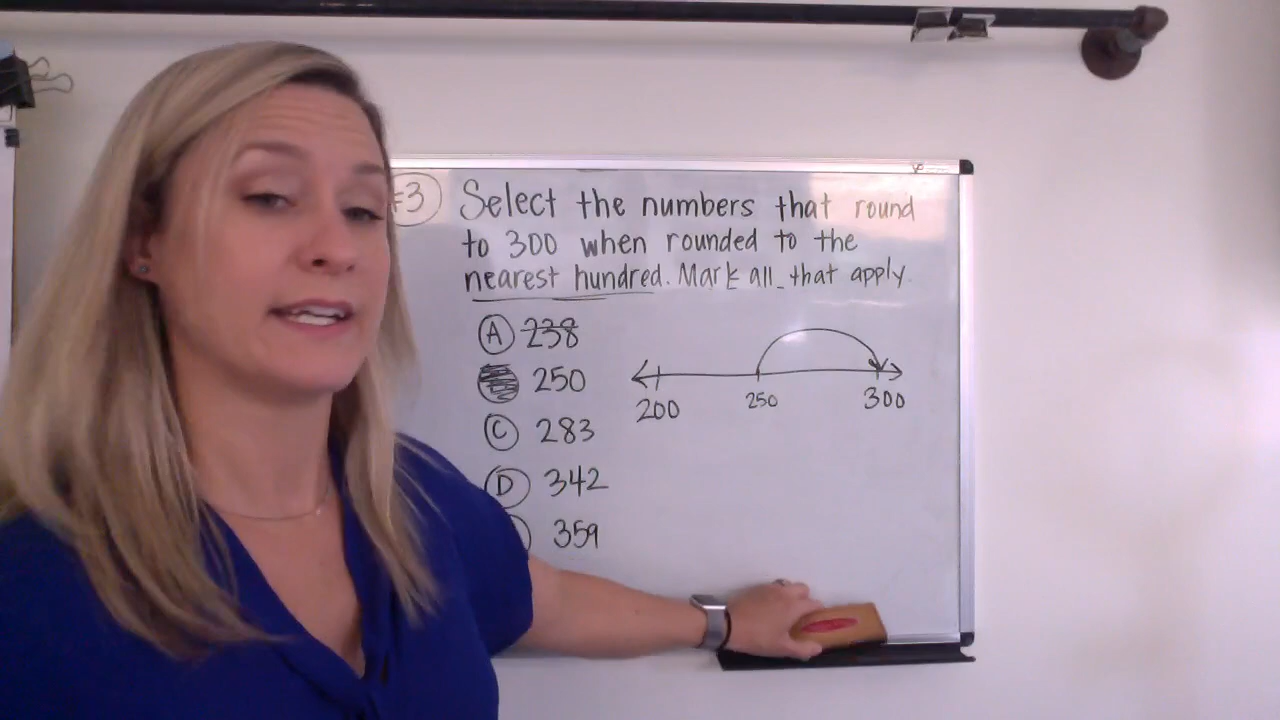 #3 Select the numbers that round
to 300 when rounded to the
nearest hundred. Mark all that apply.
A 238
250
C 283
D 342
359
200 250 300